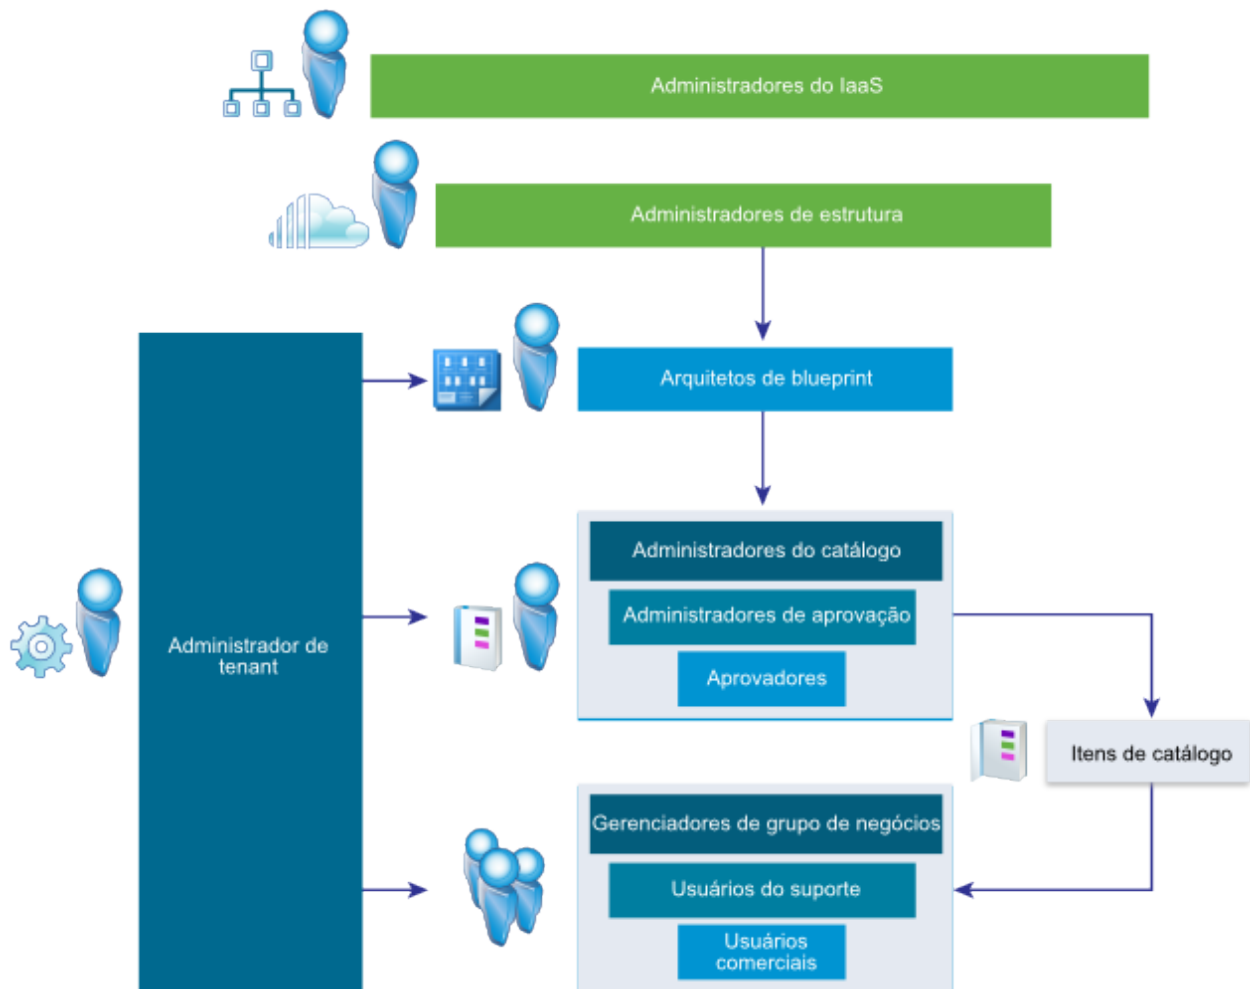 Administradores do IaaS
Administradores de estrutura
Arquitetos de blueprint
Administradores do catálogo
Administradores de aprovação
Aprovadores
Administrador de
tenant
Itens de catálogo
Gerenciadores de grupo de negócios
Usuários do suporte
Usuários
comerciais